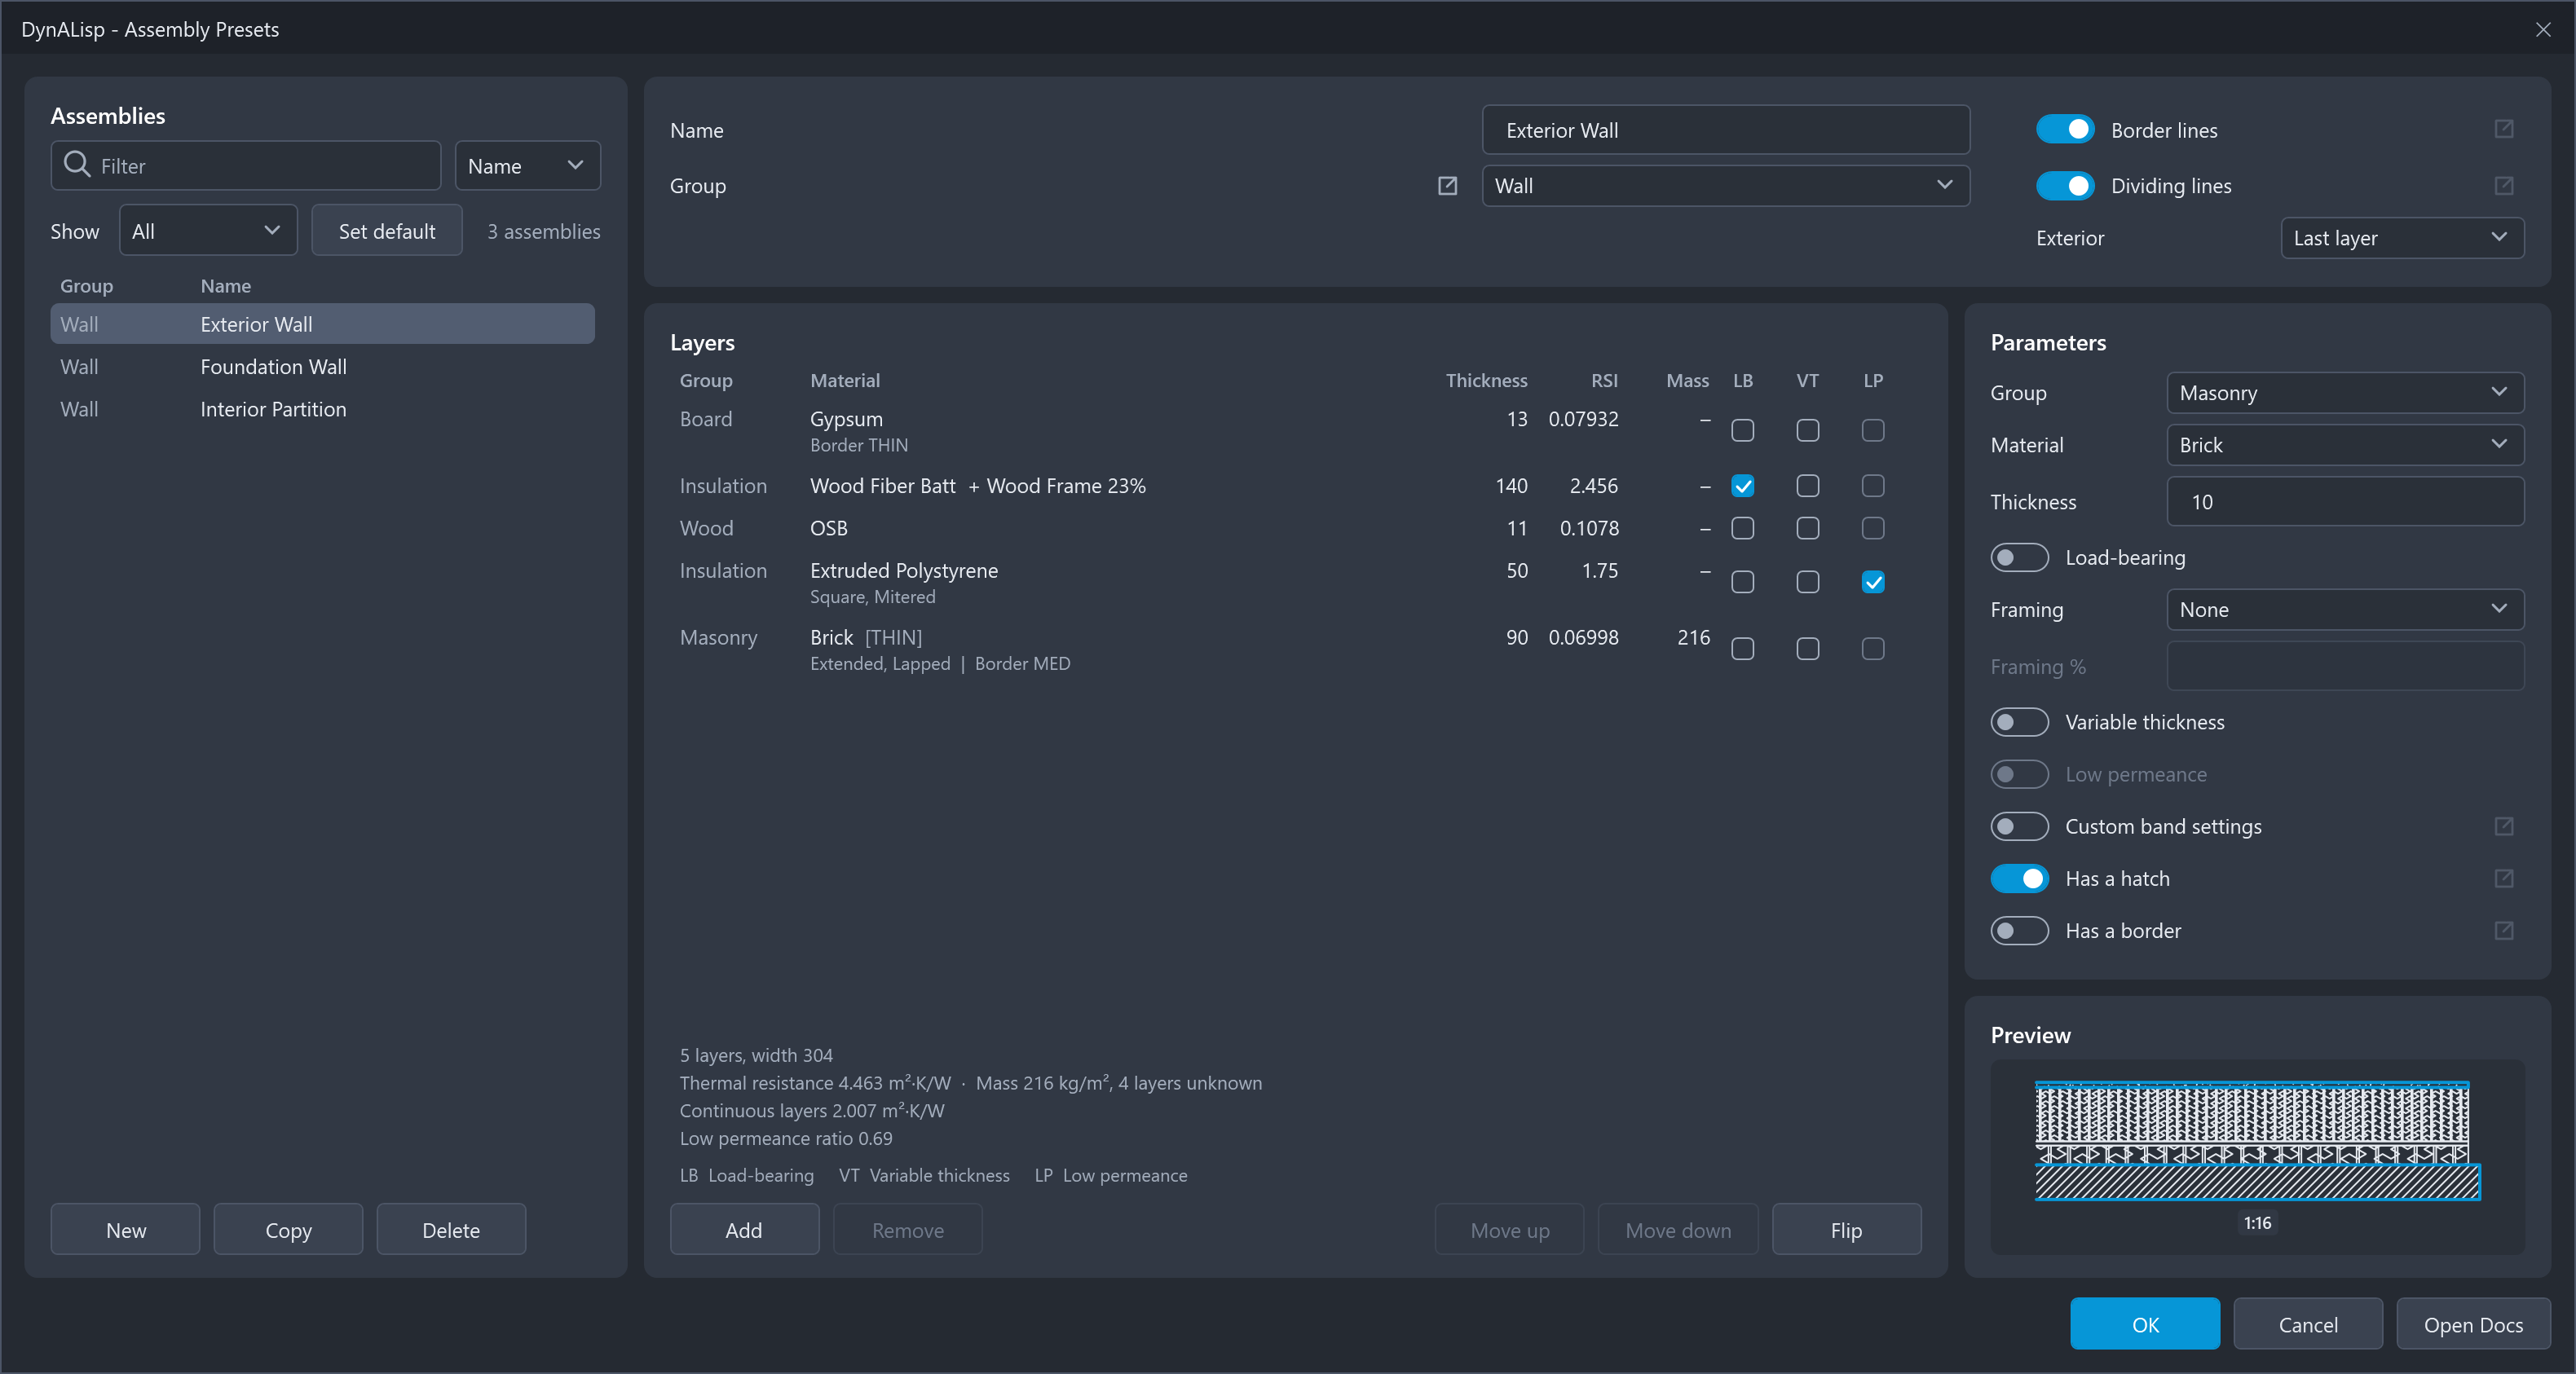 DynALisp - Assembly Presets
Assemblies
Filter
Name
Show
All
Set default
3 assemblies
Group Name
Wall Exterior Wall
Wall Foundation Wall
Wall Interior Partition
New
Copy
Delete
Name
Exterior Wall
Group
Wall
Border lines
Dividing lines
Exterior
Last layer
Layers
Group Material Thickness RSI Mass LB VT LP
Board Gypsum 13 0.07932 –
Border THIN
Insulation Wood Fiber Batt + Wood Frame 23% 140 2.456 –
Wood OSB 11 0.1078 –
Insulation Extruded Polystyrene 50 1.75 –
Square, Mitered
Masonry Brick [THIN] 90 0.06998 216
Extended, Lapped | Border MED
5 layers, width 304
Thermal resistance 4.463 m²·K/W · Mass 216 kg/m², 4 layers unknown
Continuous layers 2.007 m²·K/W
Low permeance ratio 0.69
LB Load-bearing VT Variable thickness LP Low permeance
Add
Remove
Move up
Move down
Flip
Parameters
Group
Masonry
Material
Brick
Thickness
10
Load-bearing
Framing
None
Framing %
Variable thickness
Low permeance
Custom band settings
Has a hatch
Has a border
Preview
1:16
OK
Cancel
Open Docs